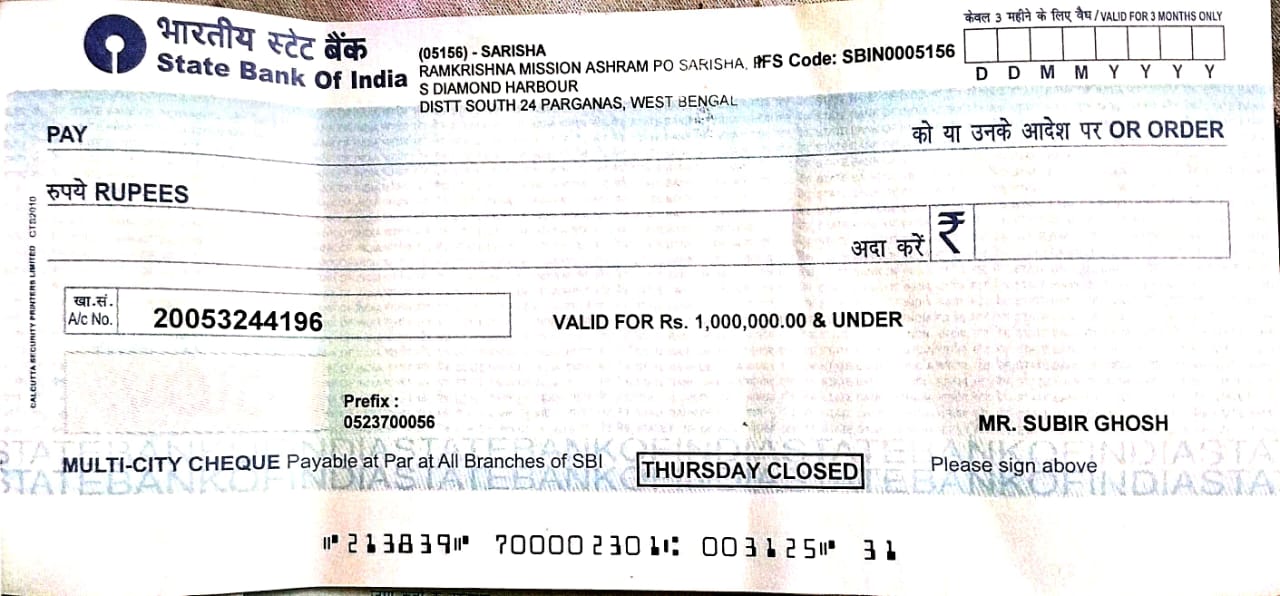 भारतीय स्टेट बैंक
State Bank Of India
(05156) - SARISHA
RAMKRISHNA MISSION ASHRAM PO SARISHA,
S DIAMOND HARBOUR
DISTT SOUTH 24 PARGANAS, WEST BENGAL
IFS Code: SBIN0005156
केवल 3 महीने के लिए वैध / VALID FOR 3 MONTHS ONLY
D D M M Y Y Y Y
PAY को या उनके आदेश पर OR ORDER
रुपये RUPEES
अदा करें ₹
खा.सं.
A/c No. 20053244196
VALID FOR Rs. 1,000,000.00 & UNDER
CALCUTTA SECURITY PRINTERS LIMITED CTS2010
Prefix :
0523700056
MR. SUBIR GHOSH
MULTI-CITY CHEQUE Payable at Par at All Branches of SBI
THURSDAY CLOSED
Please sign above
⑈213839⑈ 700002301⑆ 003125⑈ 31